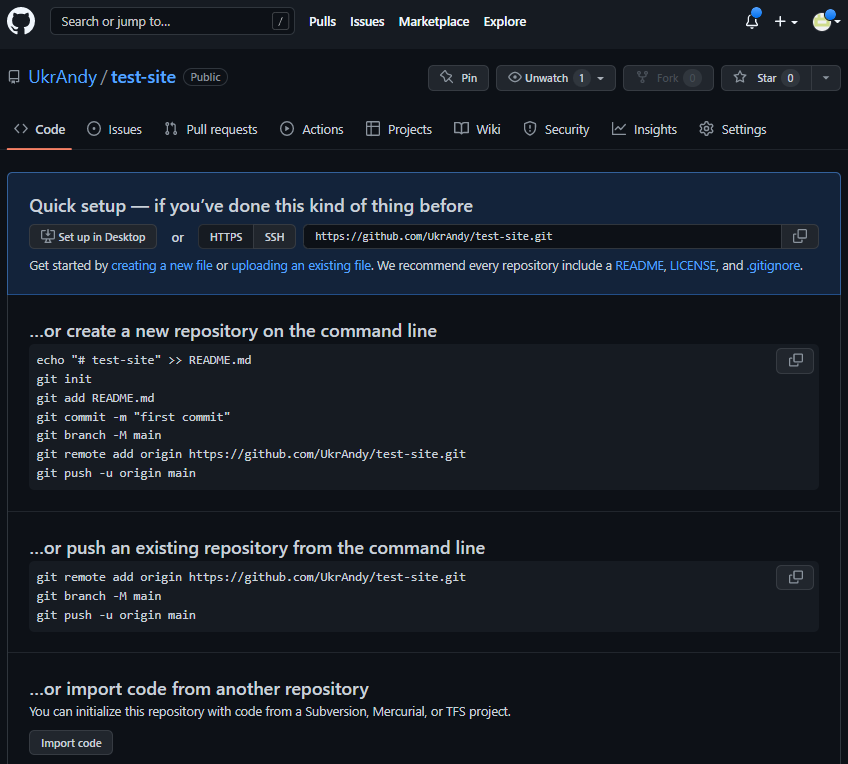 Search or jump to... /
Pulls Issues Marketplace Explore
UkrAndy / test-site Public
Pin Unwatch 1 Fork 0 Star 0
Code Issues Pull requests Actions Projects Wiki Security Insights Settings
Quick setup — if you’ve done this kind of thing before
Set up in Desktop or HTTPS SSH https://github.com/UkrAndy/test-site.git
Get started by creating a new file or uploading an existing file. We recommend every repository include a README, LICENSE, and .gitignore.
…or create a new repository on the command line
echo "# test-site" >> README.md
git init
git add README.md
git commit -m "first commit"
git branch -M main
git remote add origin https://github.com/UkrAndy/test-site.git
git push -u origin main
…or push an existing repository from the command line
git remote add origin https://github.com/UkrAndy/test-site.git
git branch -M main
git push -u origin main
…or import code from another repository
You can initialize this repository with code from a Subversion, Mercurial, or TFS project.
Import code